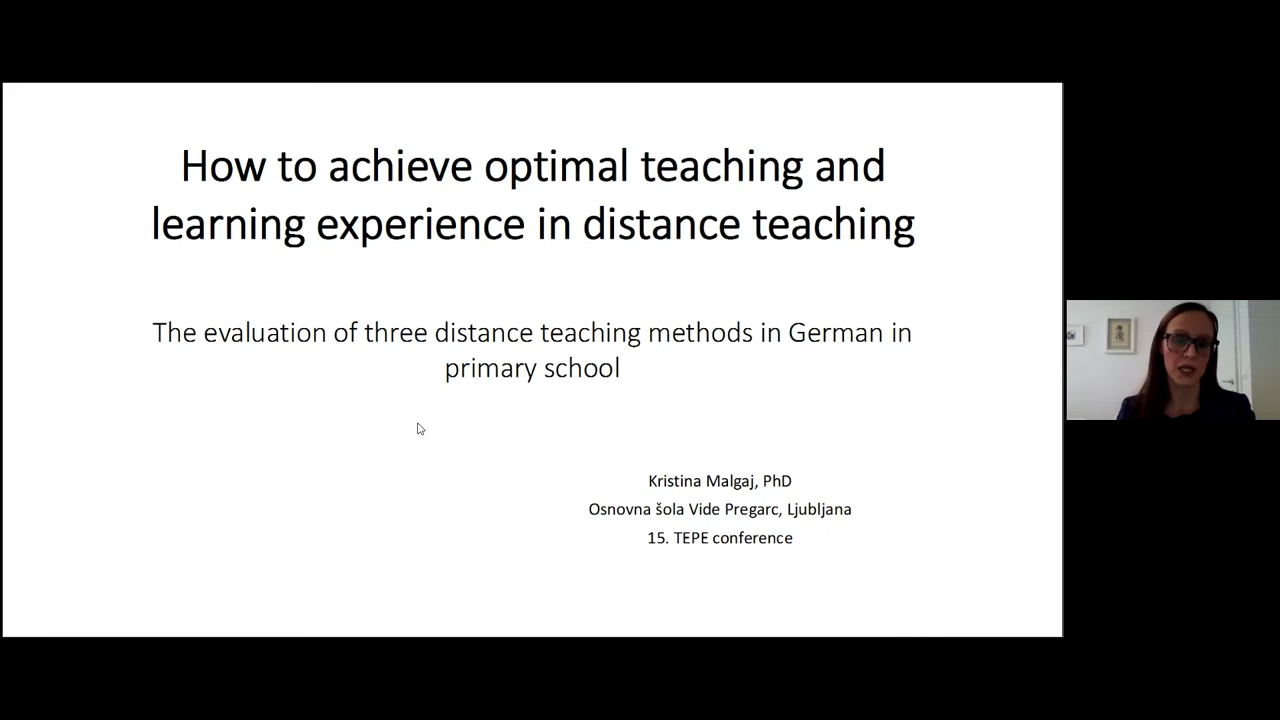 How to achieve optimal teaching and
learning experience in distance teaching
The evaluation of three distance teaching methods in German in
primary school
Kristina Malgaj, PhD
Osnovna šola Vide Pregarc, Ljubljana
15. TEPE conference